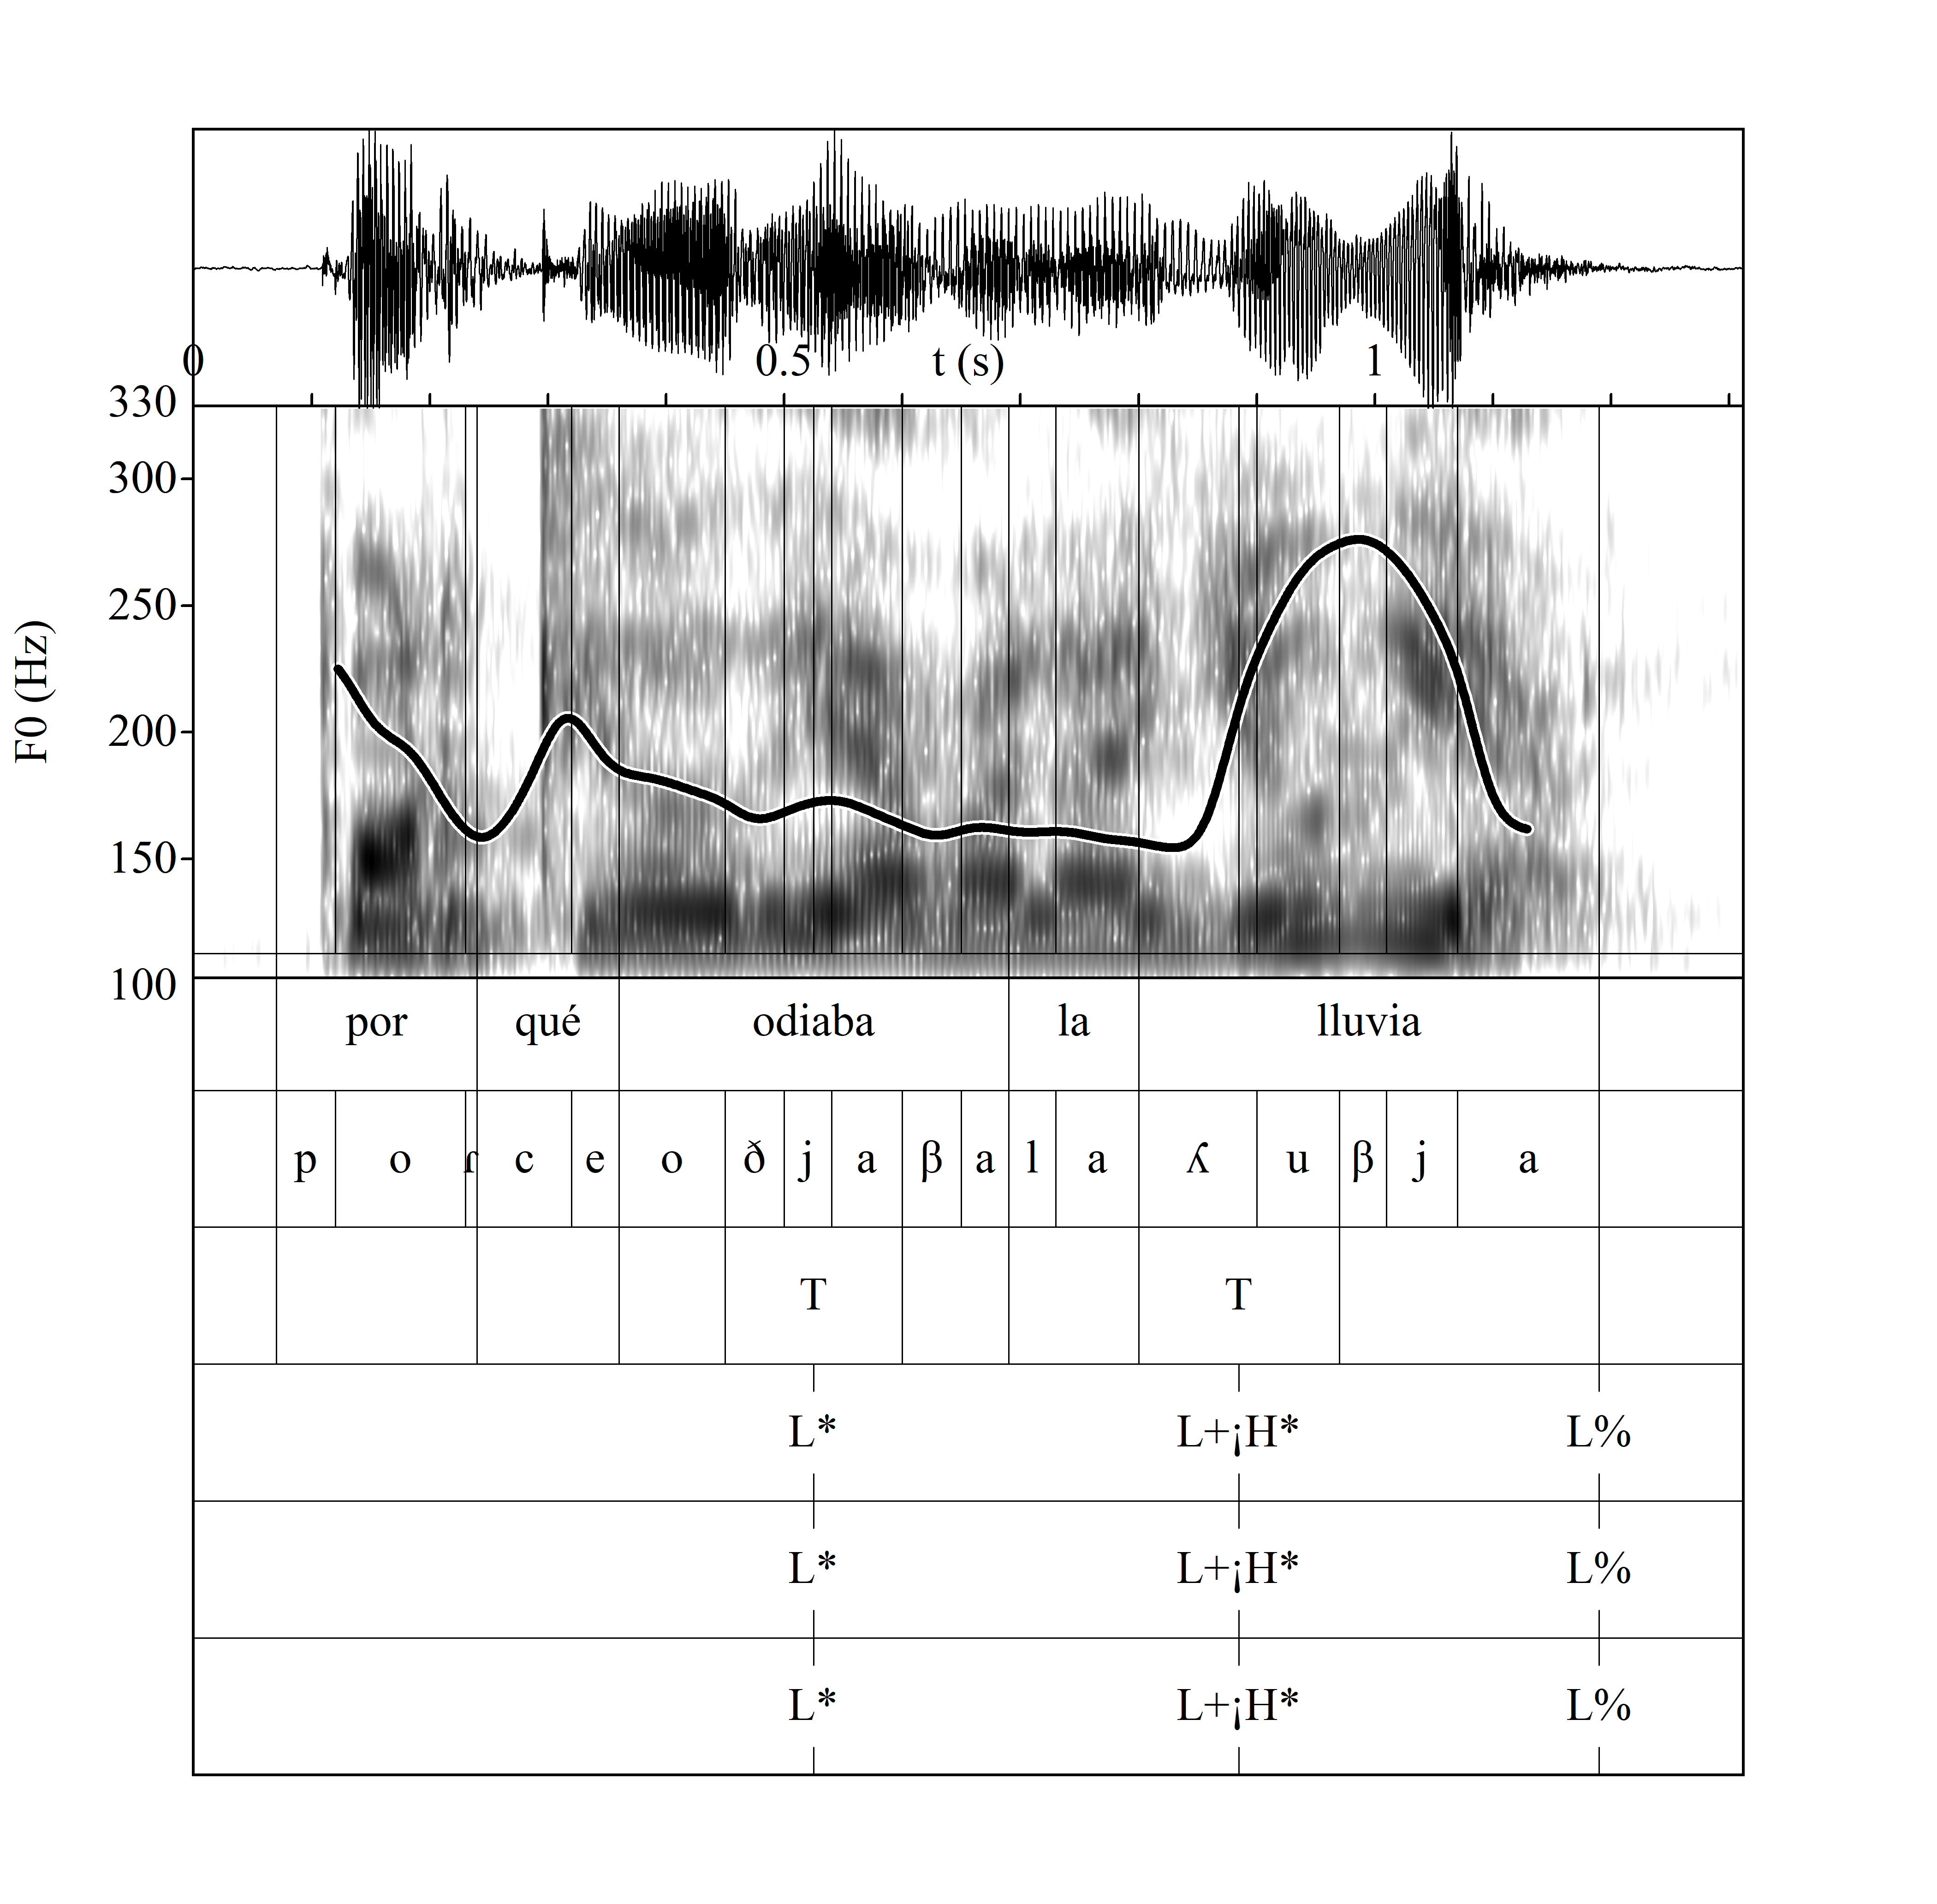 0 0.5 t (s) 1
330
300
250
200
150
100
F0 (Hz)
por qué odiaba la lluvia
p o ɾ c e o ð j a β a l a ʎ u β j a
T T
L* L+¡H* L%
L* L+¡H* L%
L* L+¡H* L%